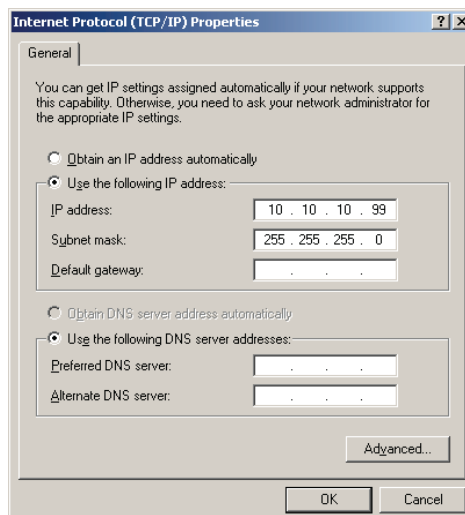 Internet Protocol (TCP/IP) Properties
General
You can get IP settings assigned automatically if your network supports
this capability. Otherwise, you need to ask your network administrator for
the appropriate IP settings.
Obtain an IP address automatically
Use the following IP address:
IP address: 10 . 10 . 10 . 99
Subnet mask: 255 . 255 . 255 . 0
Default gateway: . . .
Obtain DNS server address automatically
Use the following DNS server addresses:
Preferred DNS server: . . .
Alternate DNS server: . . .
Advanced...
OK Cancel